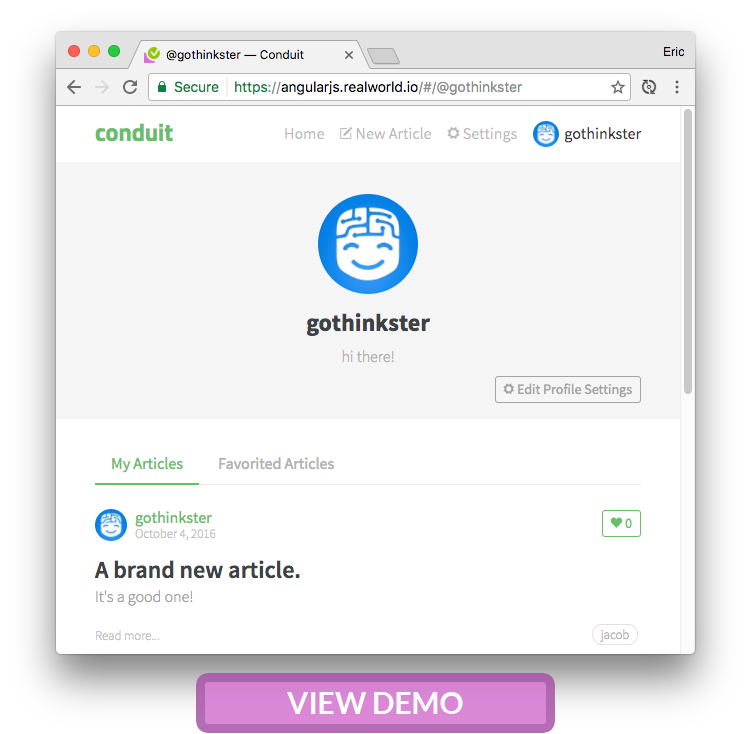 @gothinkster — Conduit
Eric
Secure https://angularjs.realworld.io/#/@gothinkster
conduit
Home New Article Settings gothinkster
gothinkster
hi there!
Edit Profile Settings
My Articles Favorited Articles
gothinkster
October 4, 2016
0
A brand new article.
It's a good one!
Read more...
jacob
VIEW DEMO